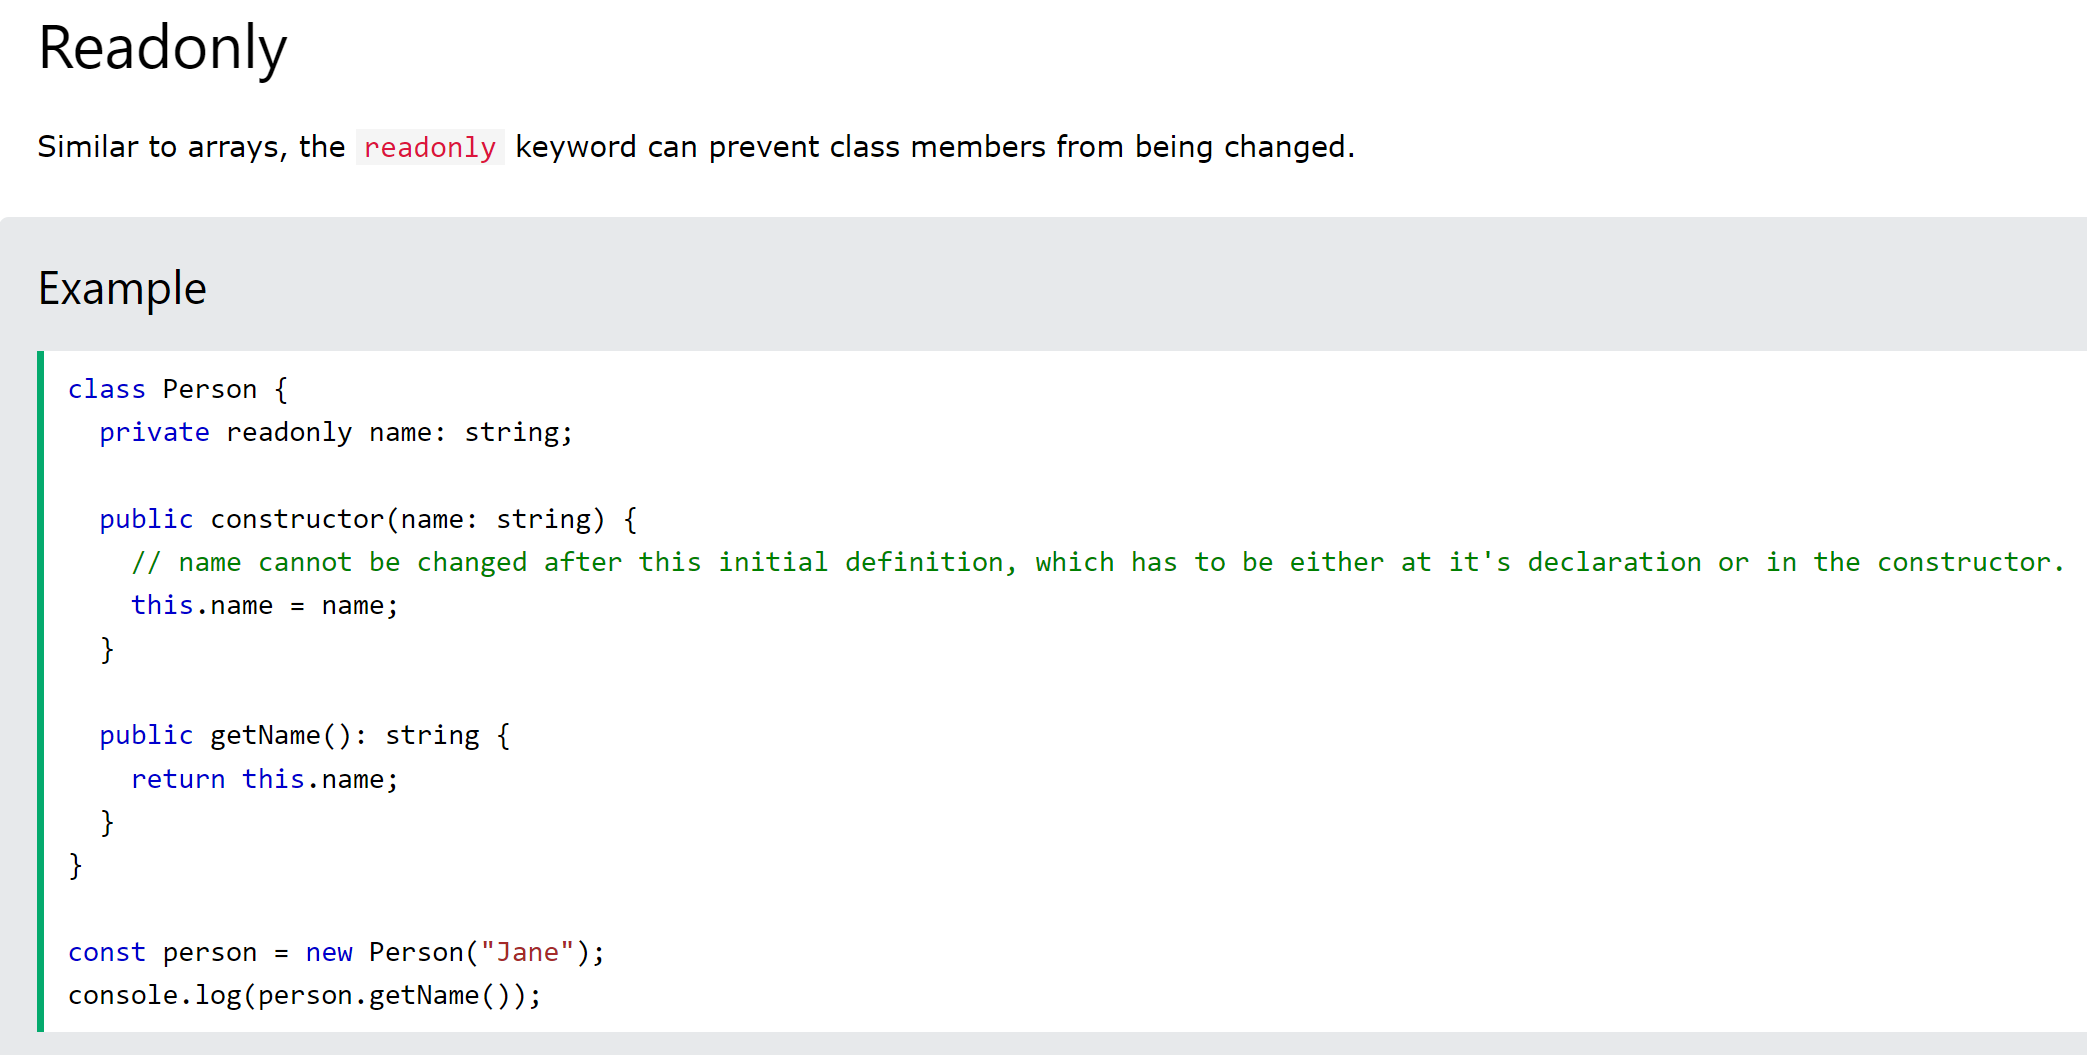 Readonly
Similar to arrays, the readonly keyword can prevent class members from being changed.
Example
class Person {
  private readonly name: string;

  public constructor(name: string) {
    // name cannot be changed after this initial definition, which has to be either at it's declaration or in the constructor.
    this.name = name;
  }

  public getName(): string {
    return this.name;
  }
}

const person = new Person("Jane");
console.log(person.getName());